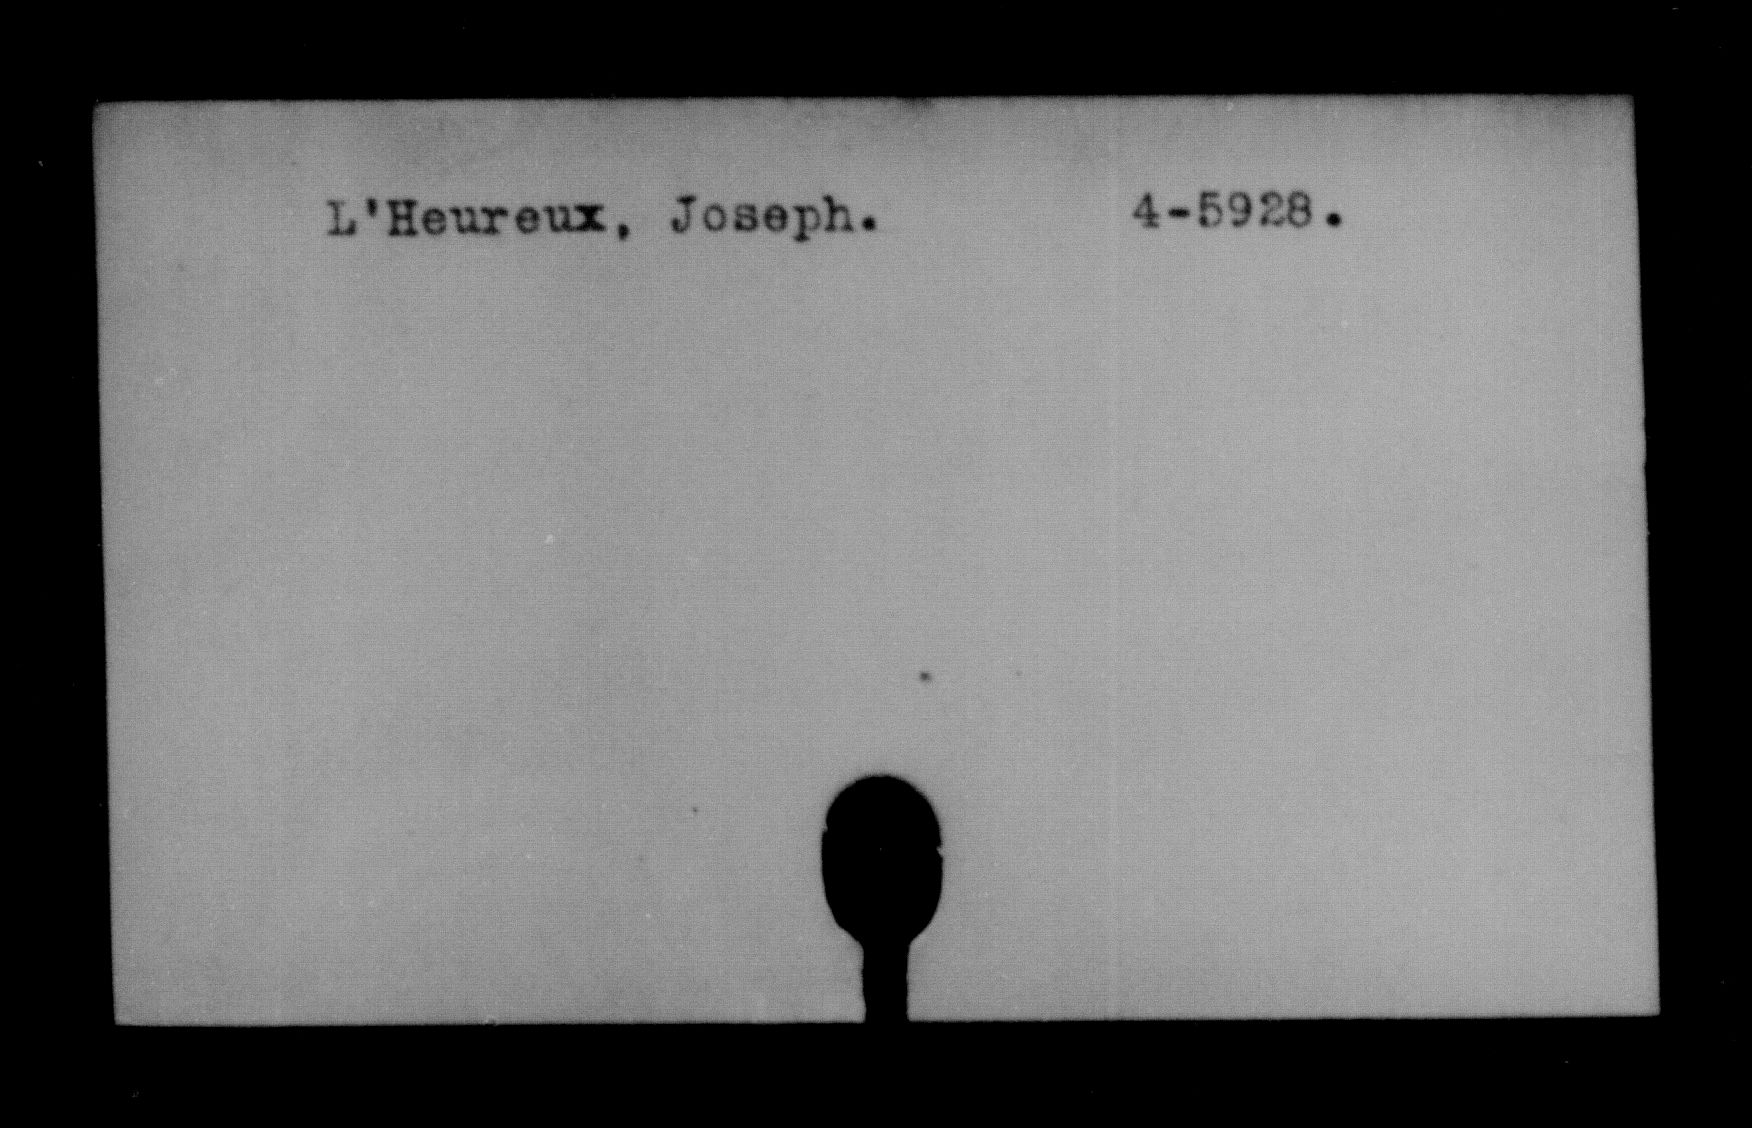 L'Heureux, Joseph. 4-5928.